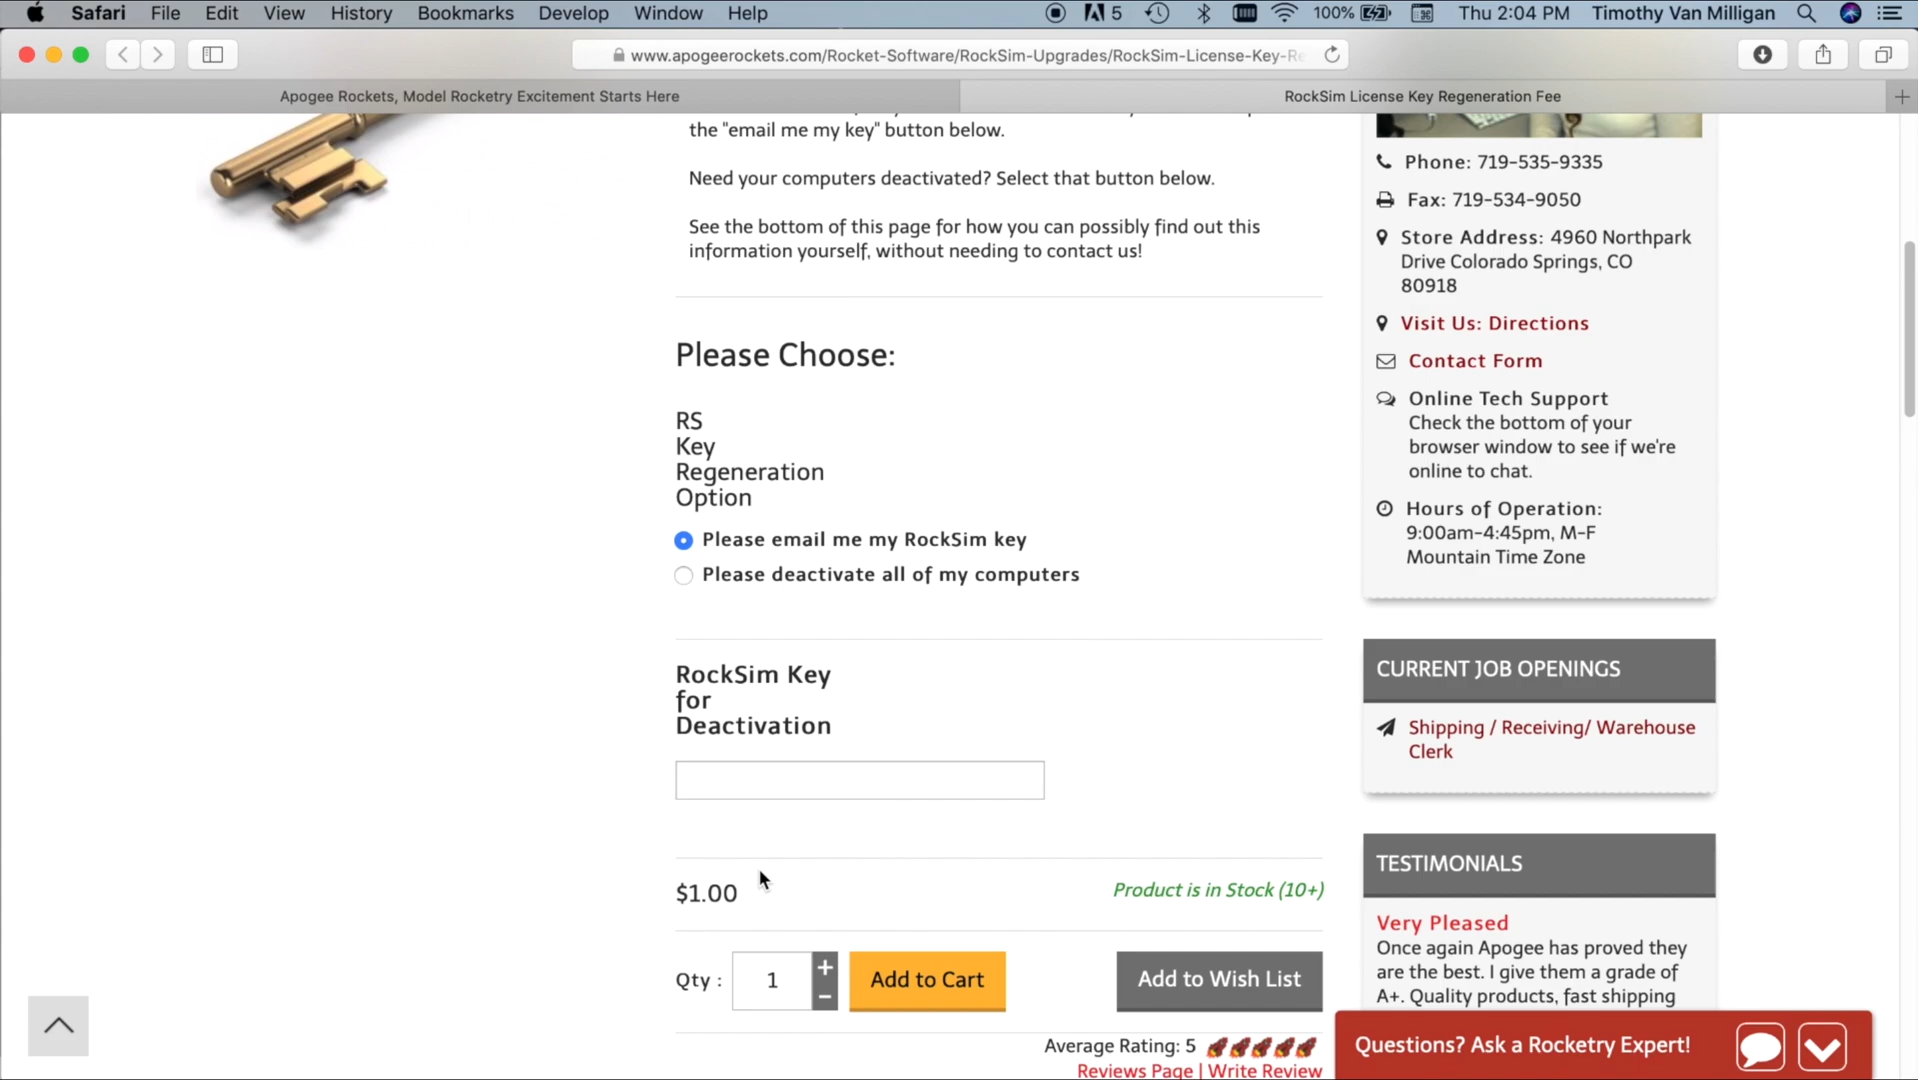 Safari File Edit View History Bookmarks Develop Window Help 5 100% Thu 2:04 PM Timothy Van Milligan
www.apogeerockets.com/Rocket-Software/RockSim-Upgrades/RockSim-License-Key-Re
Apogee Rockets, Model Rocketry Excitement Starts Here
RockSim License Key Regeneration Fee
the "email me my key" button below.
Need your computers deactivated? Select that button below.
See the bottom of this page for how you can possibly find out this
information yourself, without needing to contact us!
Please Choose:
RS
Key
Regeneration
Option
Please email me my RockSim key
Please deactivate all of my computers
RockSim Key
for
Deactivation
$1.00
Product is in Stock (10+)
Qty :
1
+
−
Add to Cart
Add to Wish List
Average Rating: 5
Reviews Page | Write Review
Phone: 719-535-9335
Fax: 719-534-9050
Store Address: 4960 Northpark
Drive Colorado Springs, CO
80918
Visit Us: Directions
Contact Form
Online Tech Support
Check the bottom of your
browser window to see if we're
online to chat.
Hours of Operation:
9:00am-4:45pm, M-F
Mountain Time Zone
CURRENT JOB OPENINGS
Shipping / Receiving/ Warehouse
Clerk
TESTIMONIALS
Very Pleased
Once again Apogee has proved they
are the best. I give them a grade of
A+. Quality products, fast shipping
Questions? Ask a Rocketry Expert!